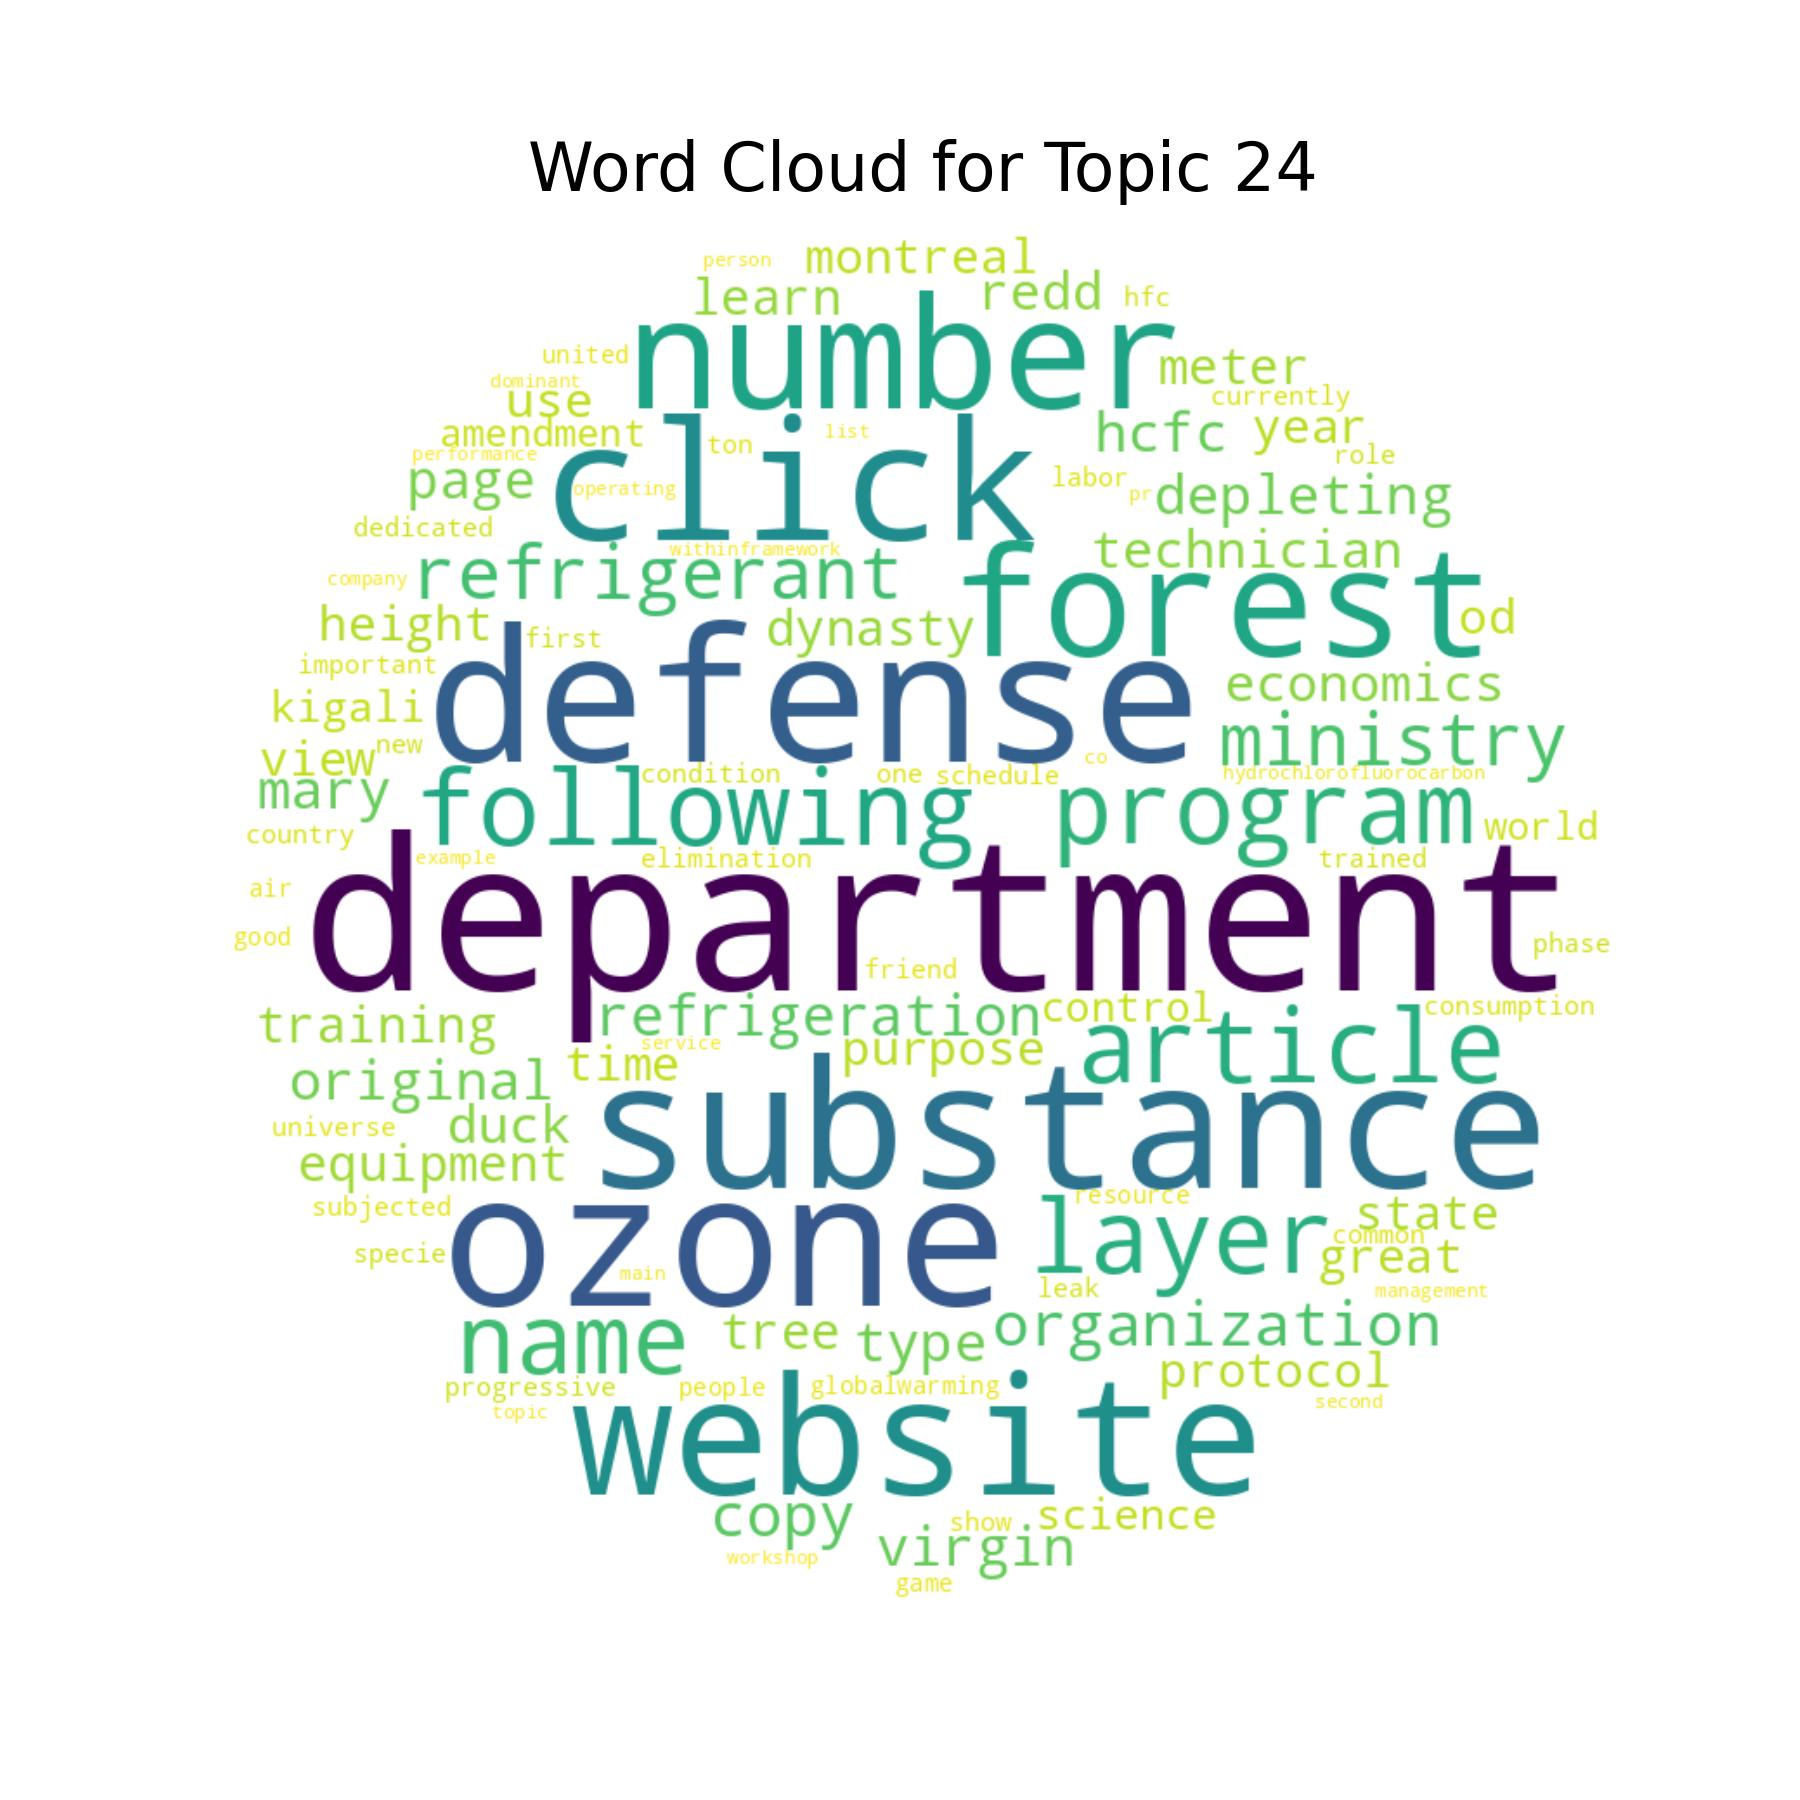 Word Cloud for Topic 24
person montreal
learn redd hfc
number
united meter
dominant currently
use
amendment ton list hcfc year
performance role
click
page operating labor pr depleting
dedicated
withinframework technician
company refrigerant forest
height first dynasty od
important
defense economics
kigali
view new ministry
condition one schedule co hydrochlorofluorocarbon
mary following program world
country
example elimination trained
air
department
good phase
friend
training refrigeration control consumption
service article
time purpose
original
universe duck substance
equipment
subjected resource state
specie ozone layer common
main great
leak management
name tree type organization
progressive people globalwarming protocol
topic second
website
copy show science
workshop virgin
game